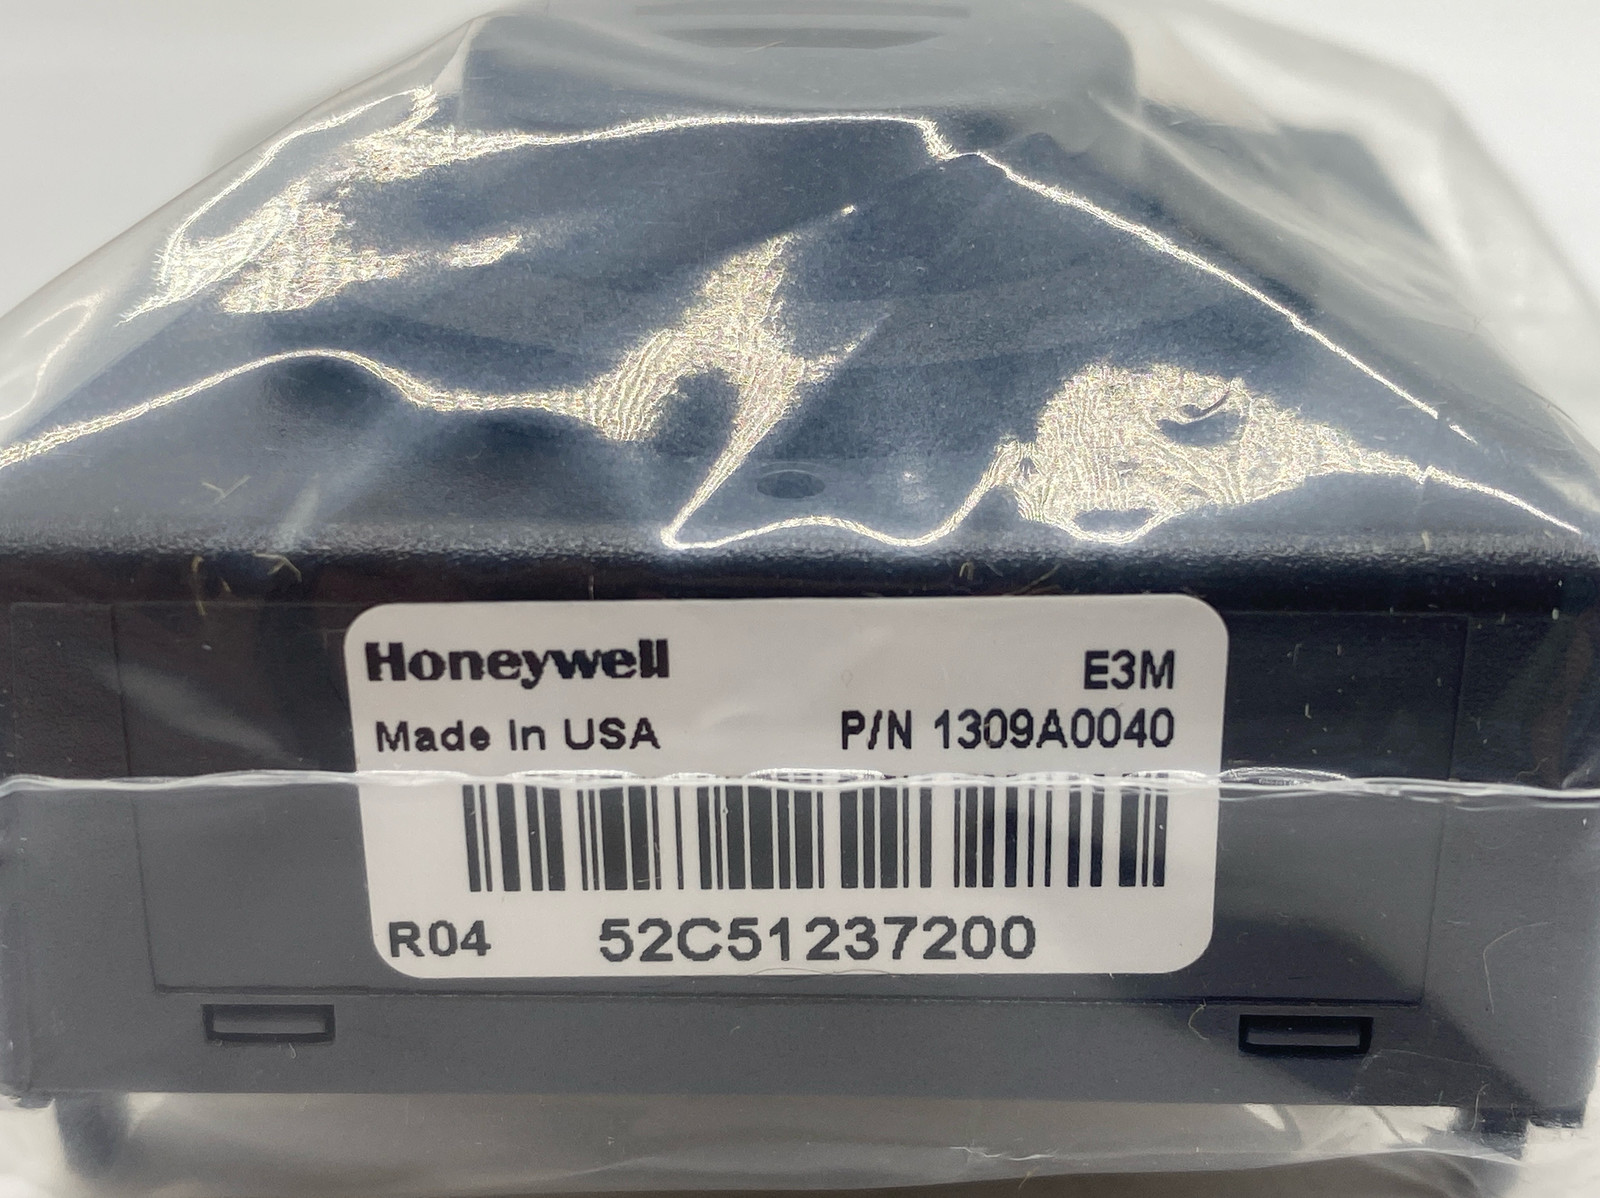 Honeywell
E3M
Made in USA
P/N 1309A0040
R04
52C51237200